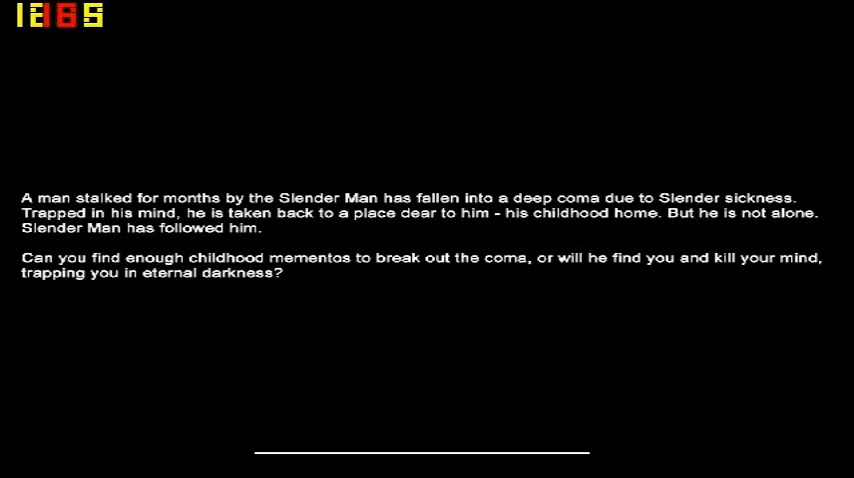 A man stalked for months by the Slender Man has fallen into a deep coma due to Slender sickness.
Trapped in his mind, he is taken back to a place dear to him - his childhood home. But he is not alone.
Slender Man has followed him.
Can you find enough childhood mementos to break out the coma, or will he find you and kill your mind,
trapping you in eternal darkness?